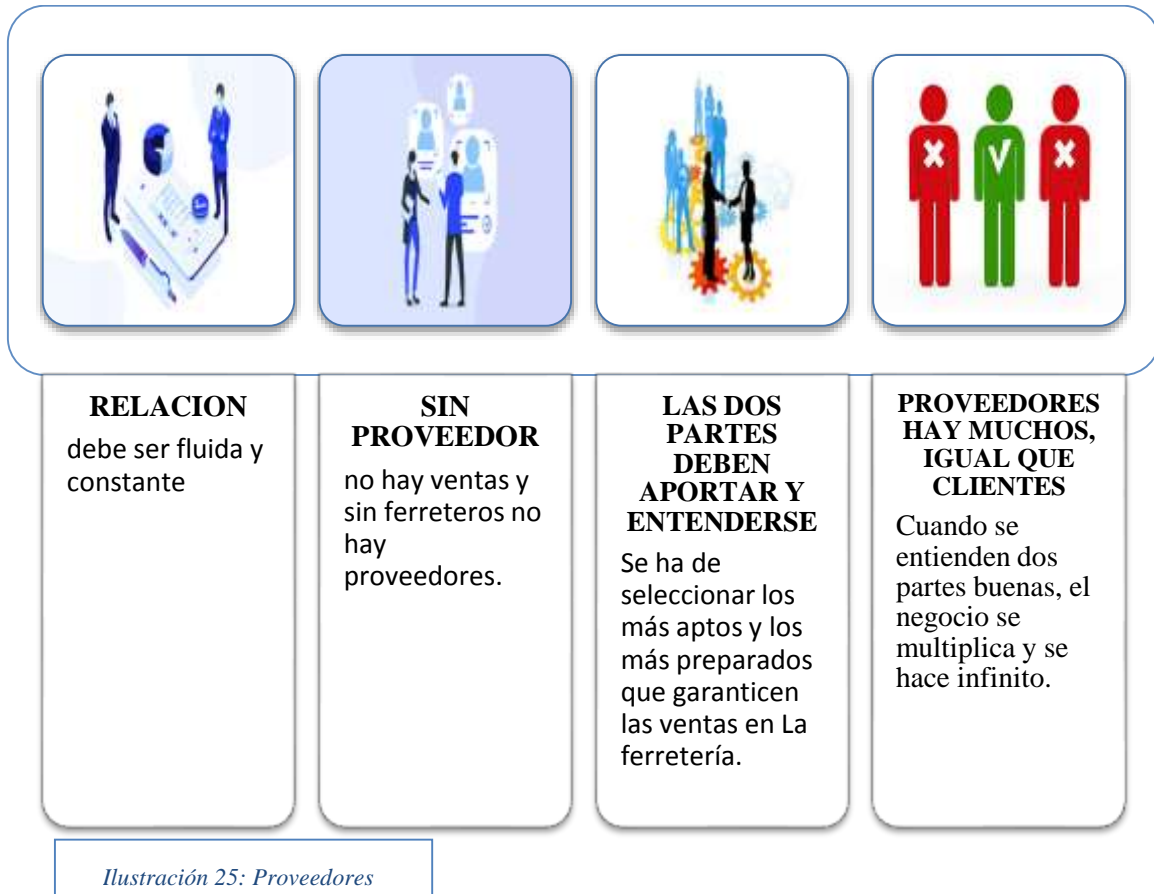 RELACION
debe ser fluida y
constante
SIN
PROVEEDOR
no hay ventas y
sin ferreteros no
hay
proveedores.
LAS DOS
PARTES
DEBEN
APORTAR Y
ENTENDERSE
Se ha de
seleccionar los
más aptos y los
más preparados
que garanticen
las ventas en La
ferretería.
PROVEEDORES
HAY MUCHOS,
IGUAL QUE
CLIENTES
Cuando se
entienden dos
partes buenas, el
negocio se
multiplica y se
hace infinito.
Ilustración 25: Proveedores